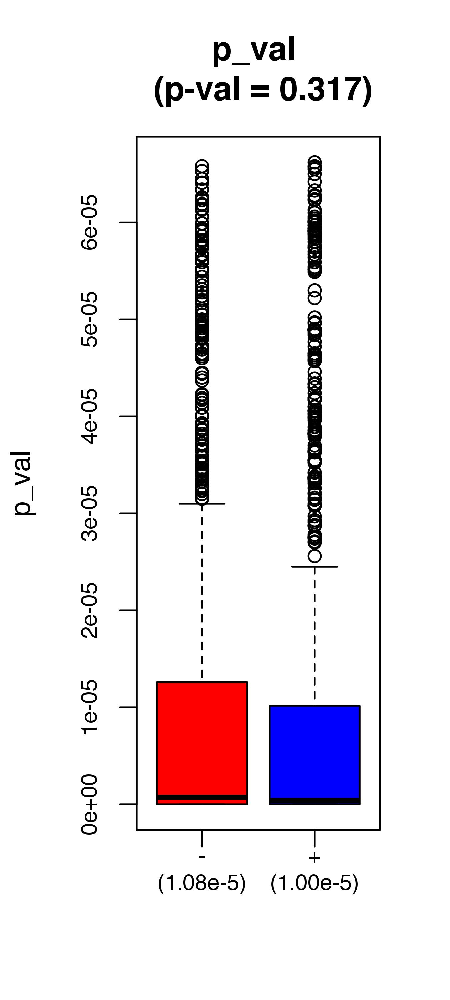 p_val
(p-val = 0.317)
p_val
6e-05
5e-05
4e-05
3e-05
2e-05
1e-05
0e+00
- +
(1.08e-5) (1.00e-5)